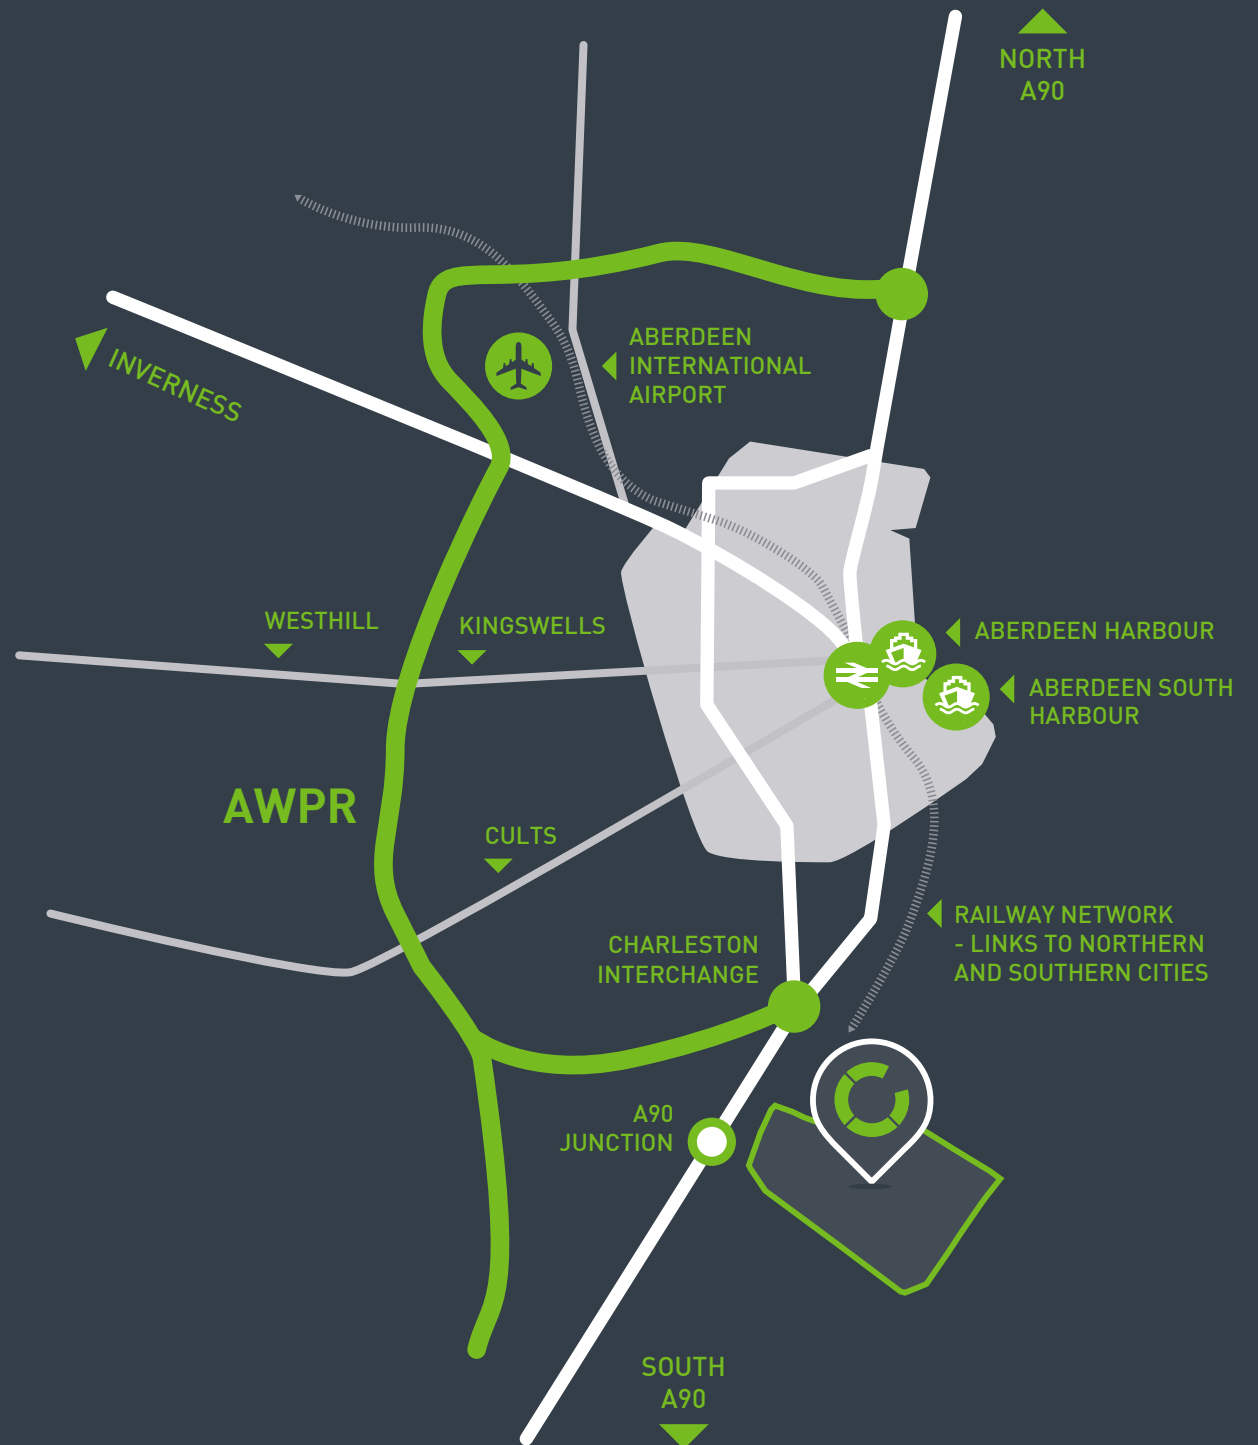 NORTH
A90
ABERDEEN
INTERNATIONAL
AIRPORT
INVERNESS
WESTHILL
KINGSWELLS
ABERDEEN HARBOUR
ABERDEEN SOUTH
HARBOUR
AWPR
CULTS
RAILWAY NETWORK
- LINKS TO NORTHERN
AND SOUTHERN CITIES
CHARLESTON
INTERCHANGE
A90
JUNCTION
SOUTH
A90